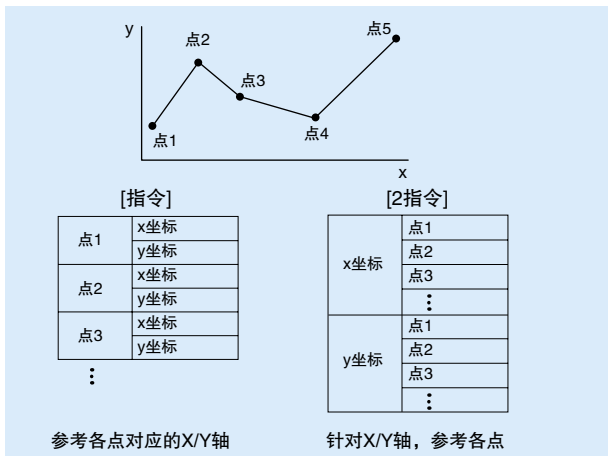 y
点1
点2
点3
点4
点5
x
[指令]
点1
x坐标
y坐标
点2
x坐标
y坐标
点3
x坐标
y坐标
⋮
参考各点对应的X/Y轴
[2指令]
x坐标
点1
点2
点3
⋮
y坐标
点1
点2
点3
⋮
针对X/Y轴，参考各点